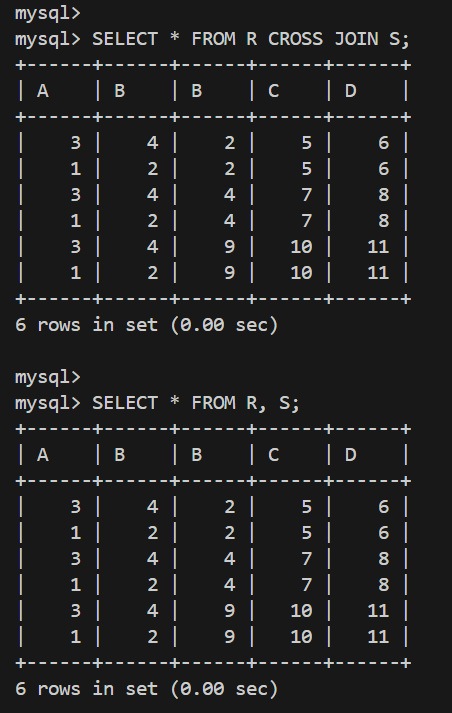 mysql>
mysql> SELECT * FROM R CROSS JOIN S;
+------+------+------+------+------+
| A    | B    | B    | C    | D    |
+------+------+------+------+------+
|    3 |    4 |    2 |    5 |    6 |
|    1 |    2 |    2 |    5 |    6 |
|    3 |    4 |    4 |    7 |    8 |
|    1 |    2 |    4 |    7 |    8 |
|    3 |    4 |    9 |   10 |   11 |
|    1 |    2 |    9 |   10 |   11 |
+------+------+------+------+------+
6 rows in set (0.00 sec)

mysql>
mysql> SELECT * FROM R, S;
+------+------+------+------+------+
| A    | B    | B    | C    | D    |
+------+------+------+------+------+
|    3 |    4 |    2 |    5 |    6 |
|    1 |    2 |    2 |    5 |    6 |
|    3 |    4 |    4 |    7 |    8 |
|    1 |    2 |    4 |    7 |    8 |
|    3 |    4 |    9 |   10 |   11 |
|    1 |    2 |    9 |   10 |   11 |
+------+------+------+------+------+
6 rows in set (0.00 sec)